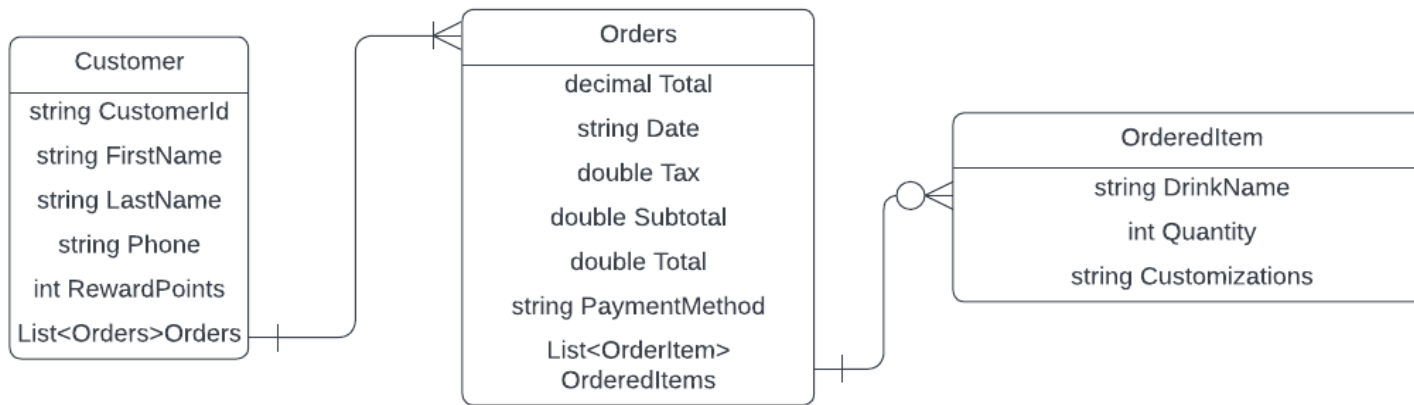 Customer
string CustomerId
string FirstName
string LastName
string Phone
int RewardPoints
List<Orders>Orders
Orders
decimal Total
string Date
double Tax
double Subtotal
double Total
string PaymentMethod
List<OrderItem>
OrderedItems
OrderedItem
string DrinkName
int Quantity
string Customizations